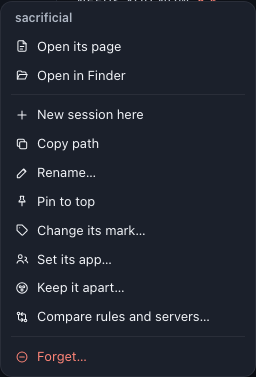 sacrificial
Open its page
Open in Finder
New session here
Copy path
Rename...
Pin to top
Change its mark...
Set its app...
Keep it apart...
Compare rules and servers...
Forget...